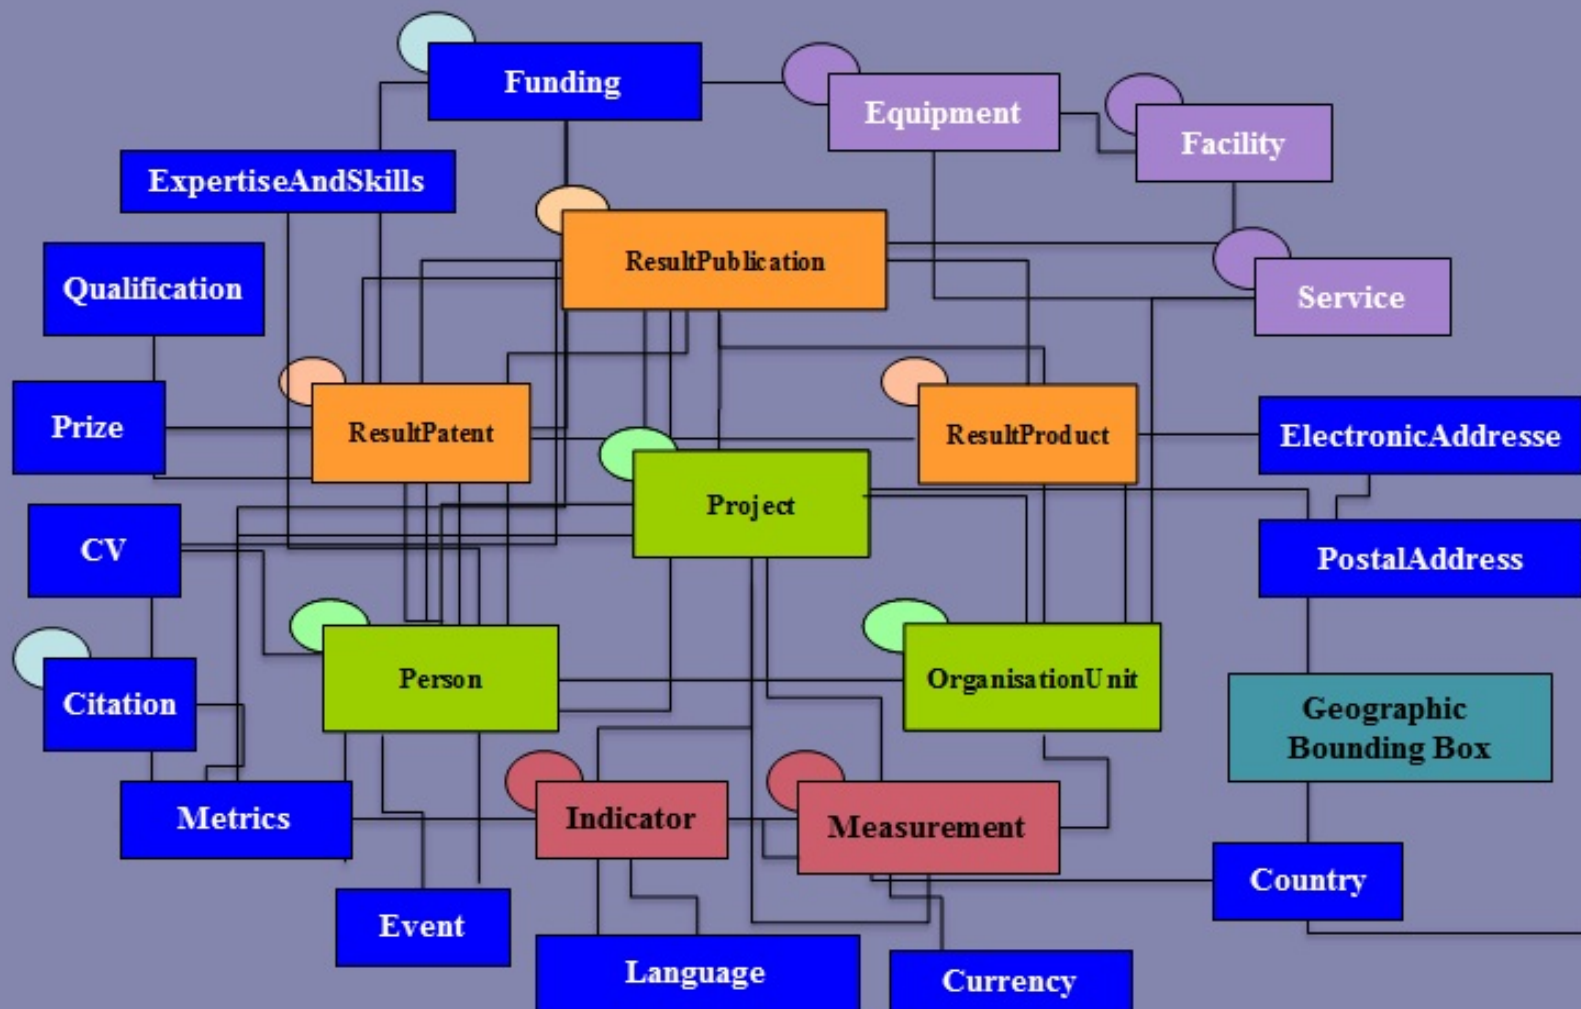 Funding
Equipment
Facility
ExpertiseAndSkills
ResultPublication
Qualification
Service
Prize
ResultPatent
ResultProduct
ElectronicAddresse
Project
CV
PostalAddress
Person
OrganisationUnit
Citation
Geographic
Bounding Box
Metrics
Indicator
Measurement
Country
Event
Language
Currency